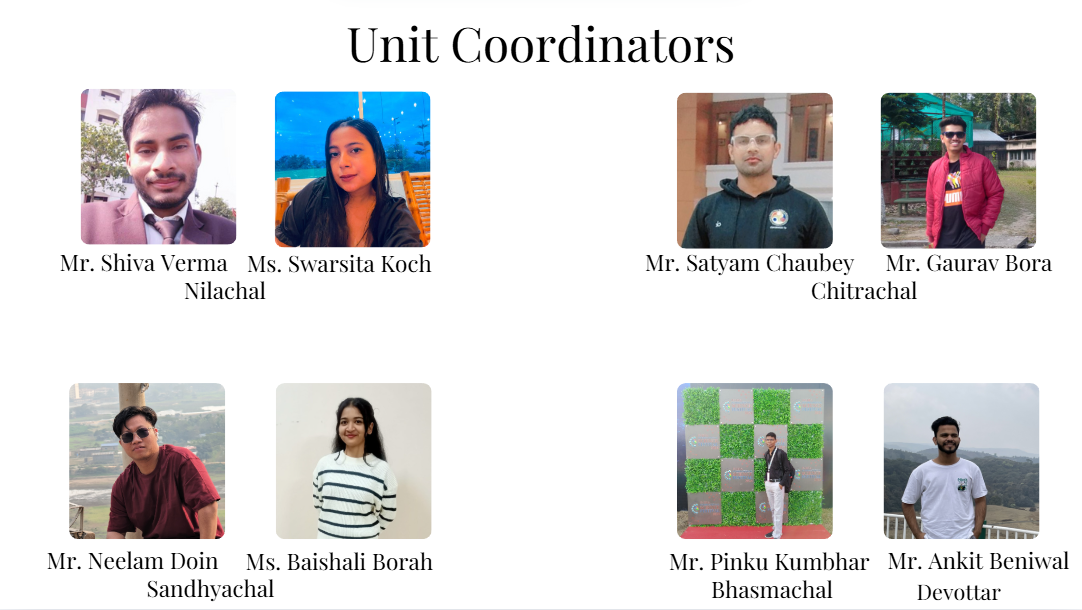 Unit Coordinators
Mr. Shiva Verma Ms. Swarsita Koch
Nilachal
Mr. Satyam Chaubey Mr. Gaurav Bora
Chitrachal
Mr. Neelam Doin Ms. Baishali Borah
Sandhyachal
Mr. Pinku Kumbhar Mr. Ankit Beniwal
Bhasmachal Devottar